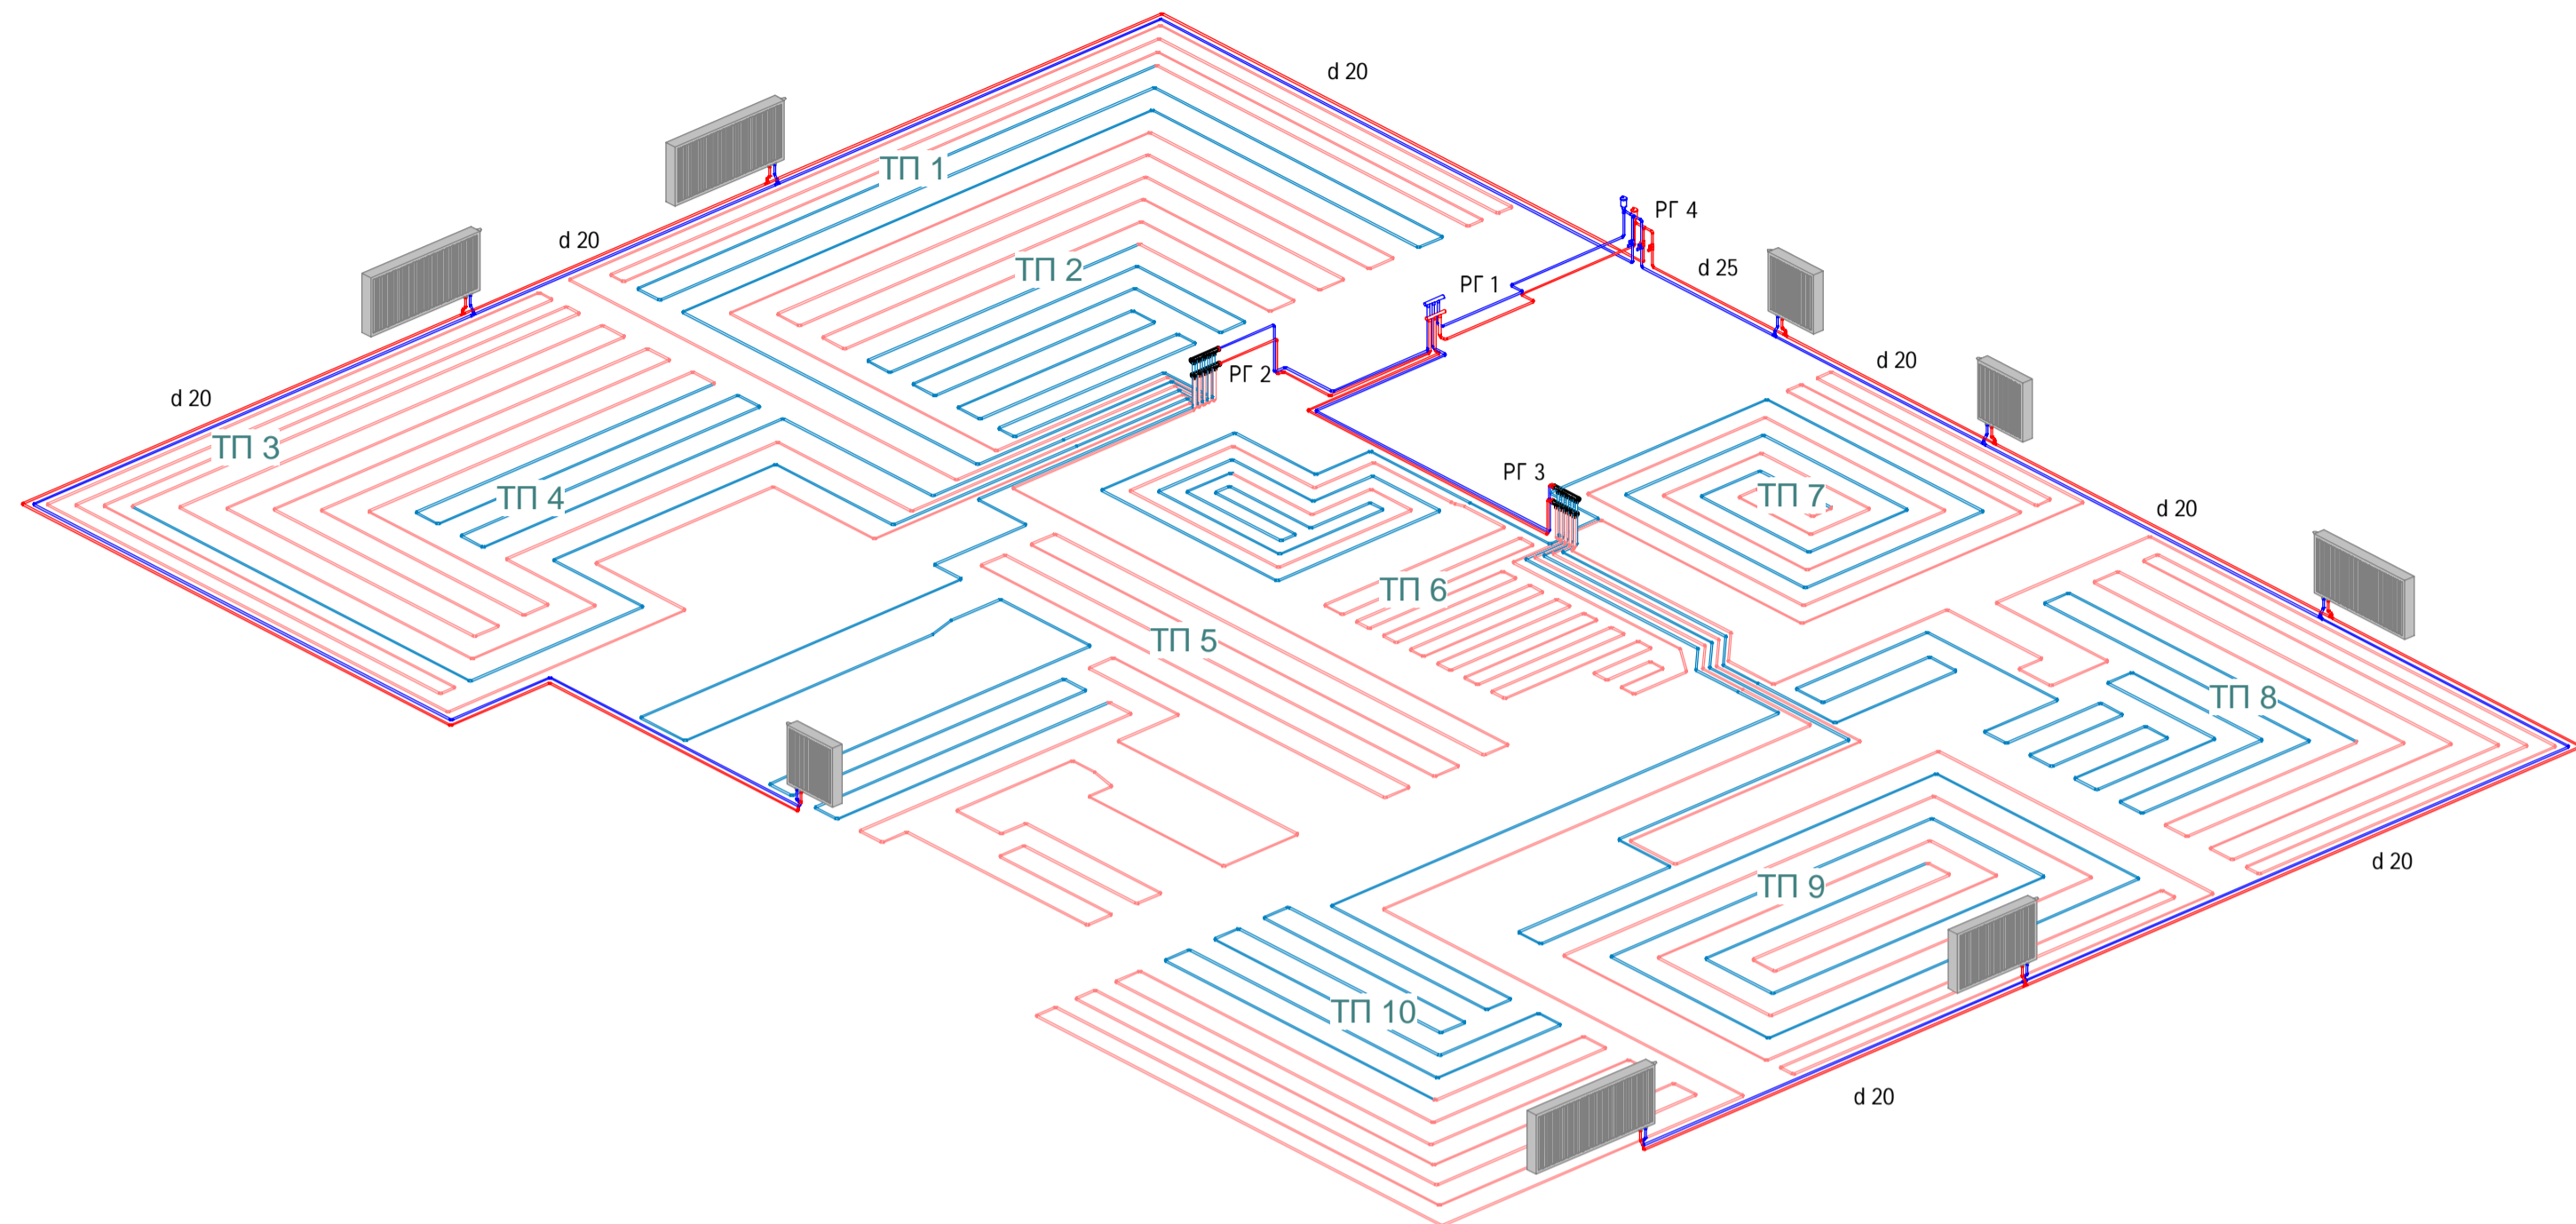 d 20
ТП 1
РГ 4
d 20
ТП 2
d 25
РГ 1
d 20
РГ 2
d 20
ТП 3
РГ 3
ТП 4
ТП 7
d 20
ТП 6
ТП 5
ТП 8
d 20
ТП 9
ТП 10
d 20